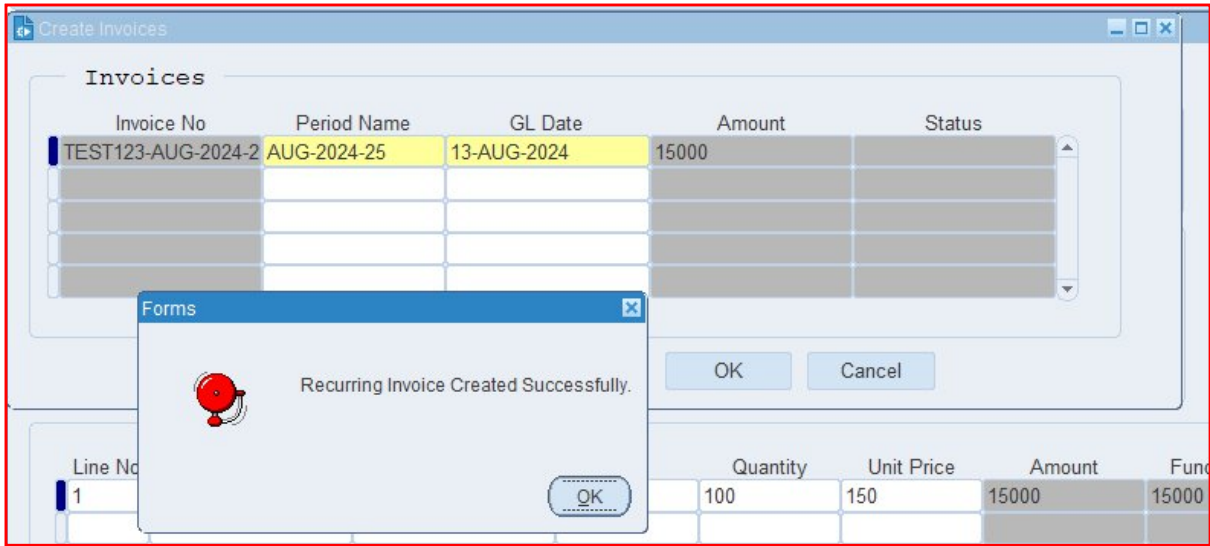 Create Invoices
Invoices
Invoice No Period Name GL Date Amount Status
TEST123-AUG-2024-2 AUG-2024-25 13-AUG-2024 15000
Forms
Recurring Invoice Created Successfully.
OK Cancel
OK
Line No Quantity Unit Price Amount Func
1 100 150 15000 15000